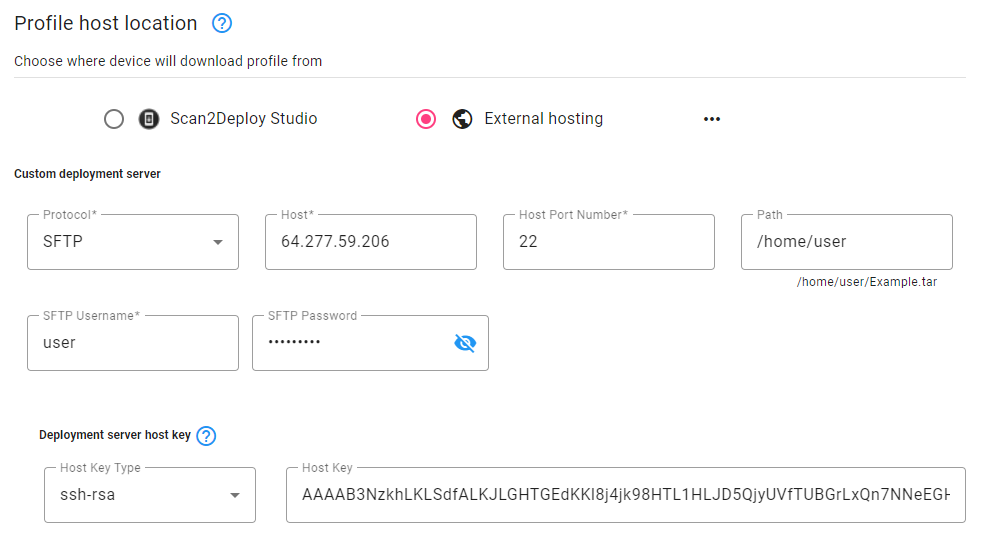 Profile host location
Choose where device will download profile from
Scan2Deploy Studio External hosting
Custom deployment server
Protocol* Host* Host Port Number* Path
SFTP 64.277.59.206 22 /home/user
/home/user/Example.tar
SFTP Username* SFTP Password
user •••••••••
Deployment server host key
Host Key Type Host Key
ssh-rsa AAAAB3NzkhLKLSdfALKJLGHTGEdKKI8j4jk98HTL1HLJD5QjyUVfTUBGrLxQn7NNeEGH